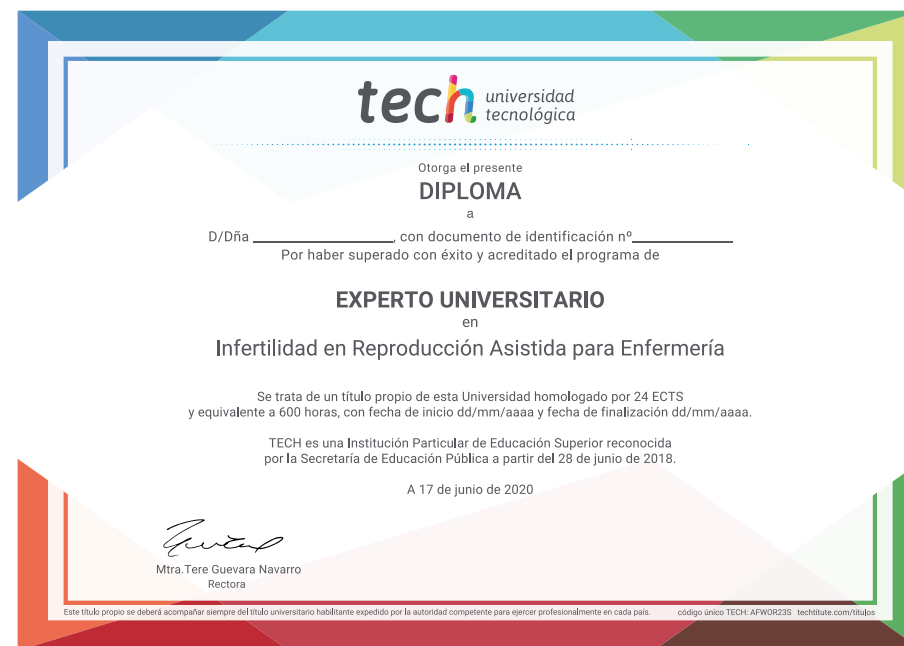 tech universidad
tecnológica
Otorga el presente
DIPLOMA
a
D/Dña ____________________, con documento de identificación nº______________
Por haber superado con éxito y acreditado el programa de
EXPERTO UNIVERSITARIO
en
Infertilidad en Reproducción Asistida para Enfermería
Se trata de un título propio de esta Universidad homologado por 24 ECTS
y equivalente a 600 horas, con fecha de inicio dd/mm/aaaa y fecha de finalización dd/mm/aaaa.
TECH es una Institución Particular de Educación Superior reconocida
por la Secretaría de Educación Pública a partir del 28 de junio de 2018.
A 17 de junio de 2020
Mtra.Tere Guevara Navarro
Rectora
Este título propio se deberá acompañar siempre del título universitario habilitante expedido por la autoridad competente para ejercer profesionalmente en cada país. código único TECH: AFWOR23S techtitute.com/titulos